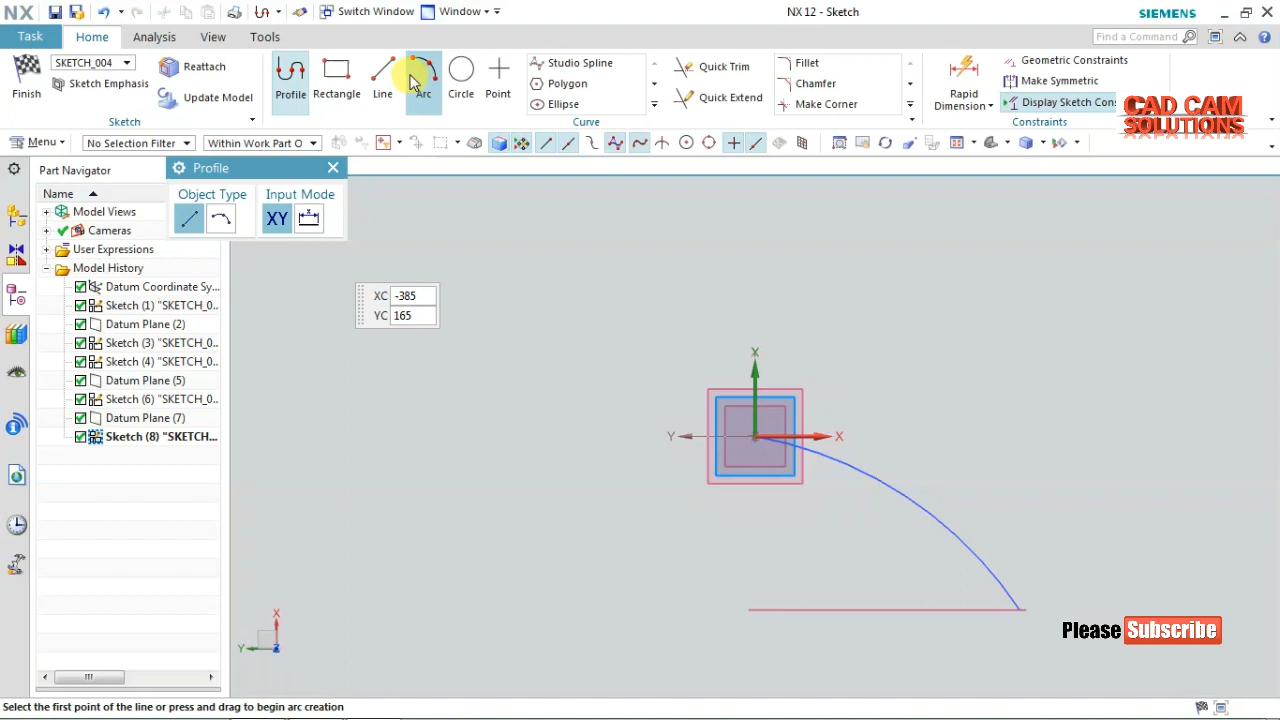 NX
Switch Window
Window
NX 12 - Sketch
SIEMENS
Task
Home
Analysis
View
Tools
Find a Command
Finish
SKETCH_004
Sketch Emphasis
Reattach
Update Model
Sketch
Profile
Rectangle
Line
Arc
Circle
Point
Studio Spline
Polygon
Ellipse
Quick Trim
Quick Extend
Fillet
Chamfer
Make Corner
Curve
Rapid
Dimension
Geometric Constraints
Make Symmetric
Display Sketch Cons
Constraints
CAD CAM
SOLUTIONS
Menu
No Selection Filter
Within Work Part O
Part Navigator
Name
Model Views
Cameras
User Expressions
Model History
Datum Coordinate Sy...
Sketch (1) "SKETCH_0...
Datum Plane (2)
Sketch (3) "SKETCH_0...
Sketch (4) "SKETCH_0...
Datum Plane (5)
Sketch (6) "SKETCH_0...
Datum Plane (7)
Sketch (8) "SKETCH...
Profile
Object Type
Input Mode
XY
XC -385
YC 165
X
Y
X
X
Y
Z
Please Subscribe
Select the first point of the line or press and drag to begin arc creation